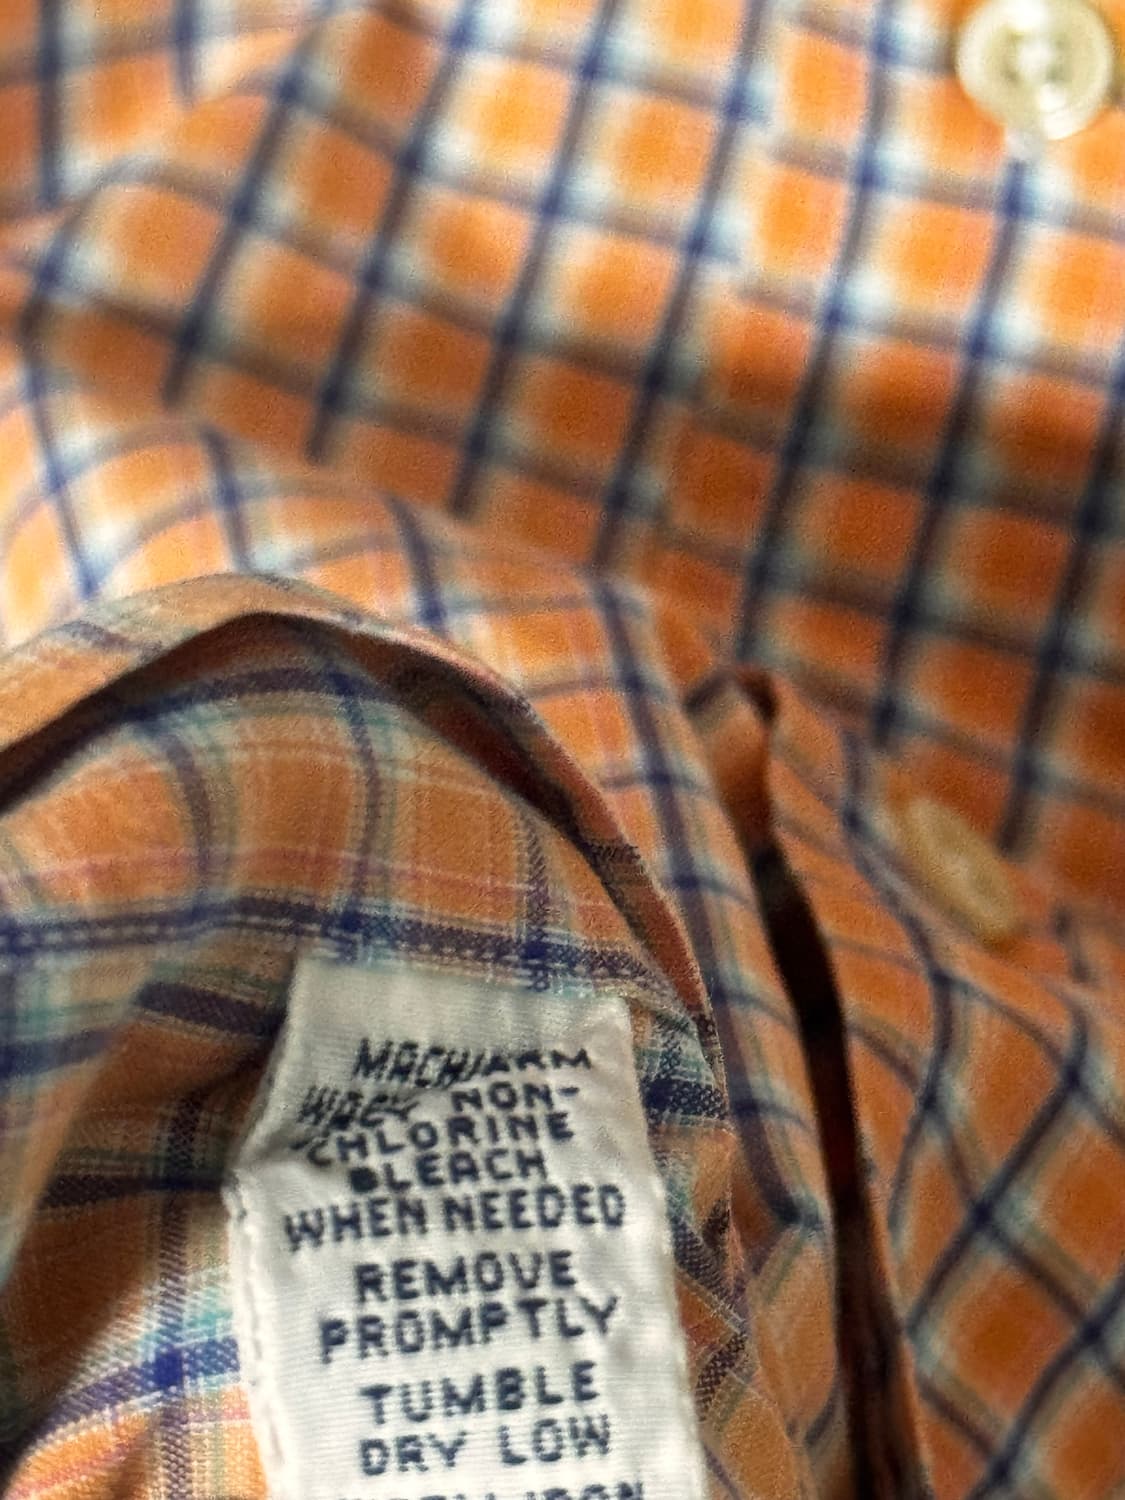 NON-
CHLORINE
BLEACH
WHEN NEEDED
REMOVE
PROMPTLY
TUMBLE
DRY LOW